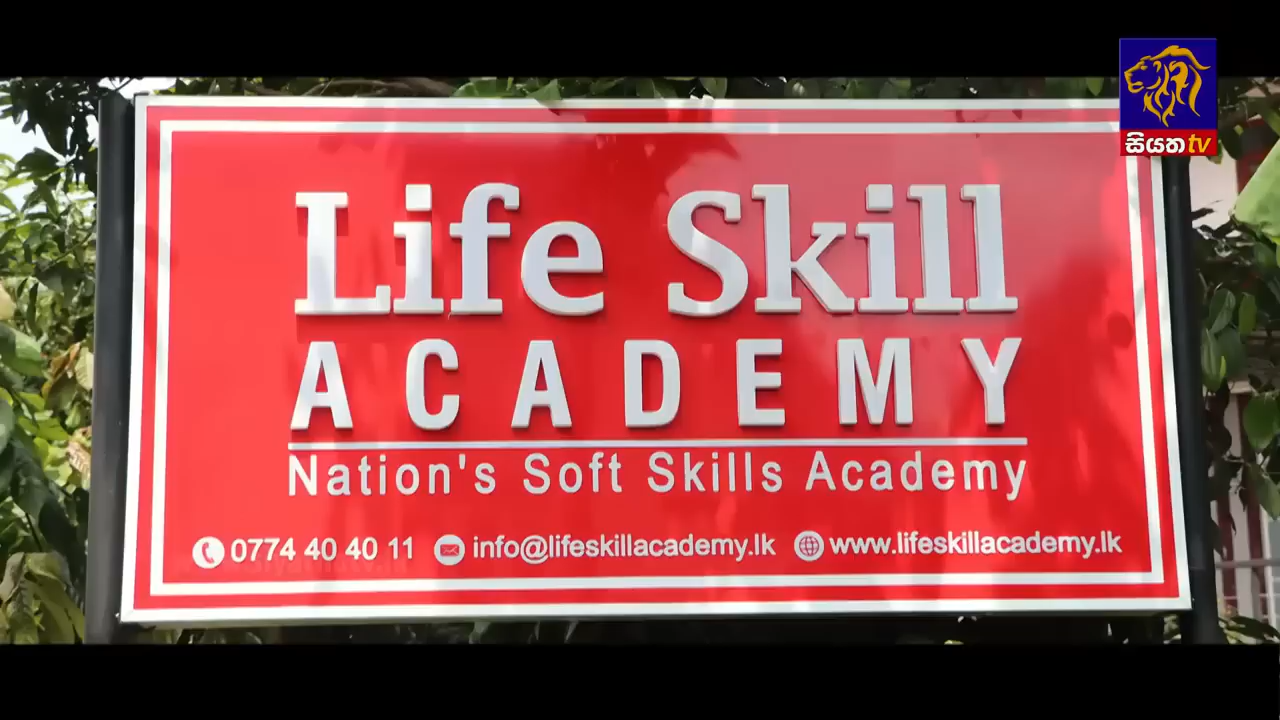 සියත tv
Life Skill
ACADEMY
Nation's Soft Skills Academy
0774 40 40 11 info@lifeskillacademy.lk www.lifeskillacademy.lk